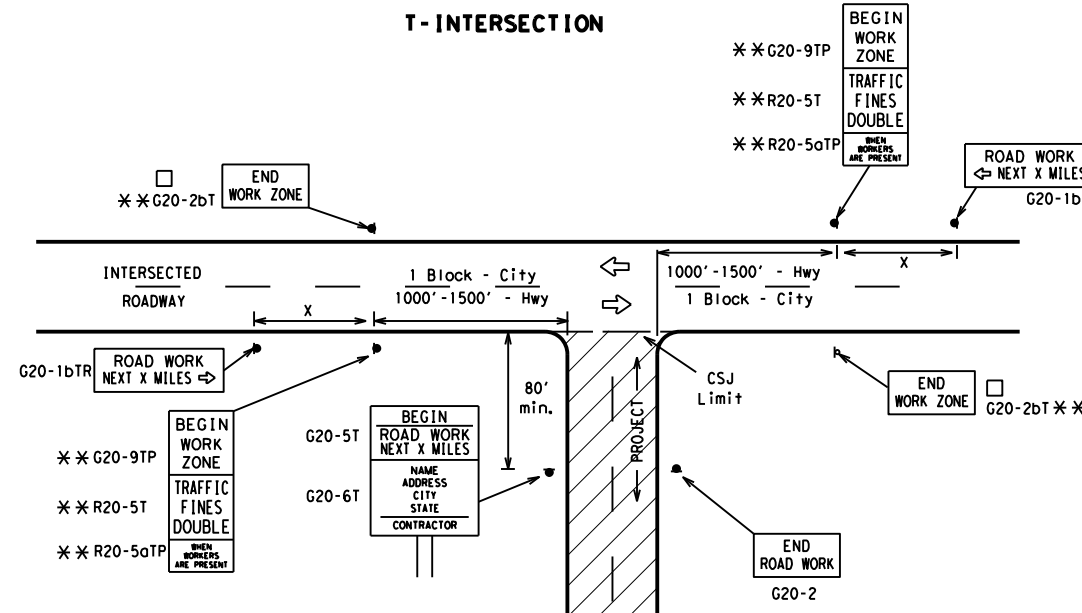 T-INTERSECTION
BEGIN
WORK
ZONE
TRAFFIC
FINES
DOUBLE
WHEN
WORKERS
ARE PRESENT
**G20-9TP
**R20-5T
**R20-5aTP
ROAD WORK
⇦ NEXT X MILES
G20-1b
END
WORK ZONE
□
**G20-2bT
INTERSECTED
ROADWAY
1 Block - City
1000'-1500' - Hwy
1000'-1500' - Hwy
1 Block - City
X
X
G20-1bTR
ROAD WORK
NEXT X MILES ⇨
80'
min.
CSJ
Limit
PROJECT
END
WORK ZONE
□
G20-2bT **
**G20-9TP
**R20-5T
**R20-5aTP
BEGIN
WORK
ZONE
TRAFFIC
FINES
DOUBLE
WHEN
WORKERS
ARE PRESENT
G20-5T
G20-6T
BEGIN
ROAD WORK
NEXT X MILES
NAME
ADDRESS
CITY
STATE
CONTRACTOR
END
ROAD WORK
G20-2